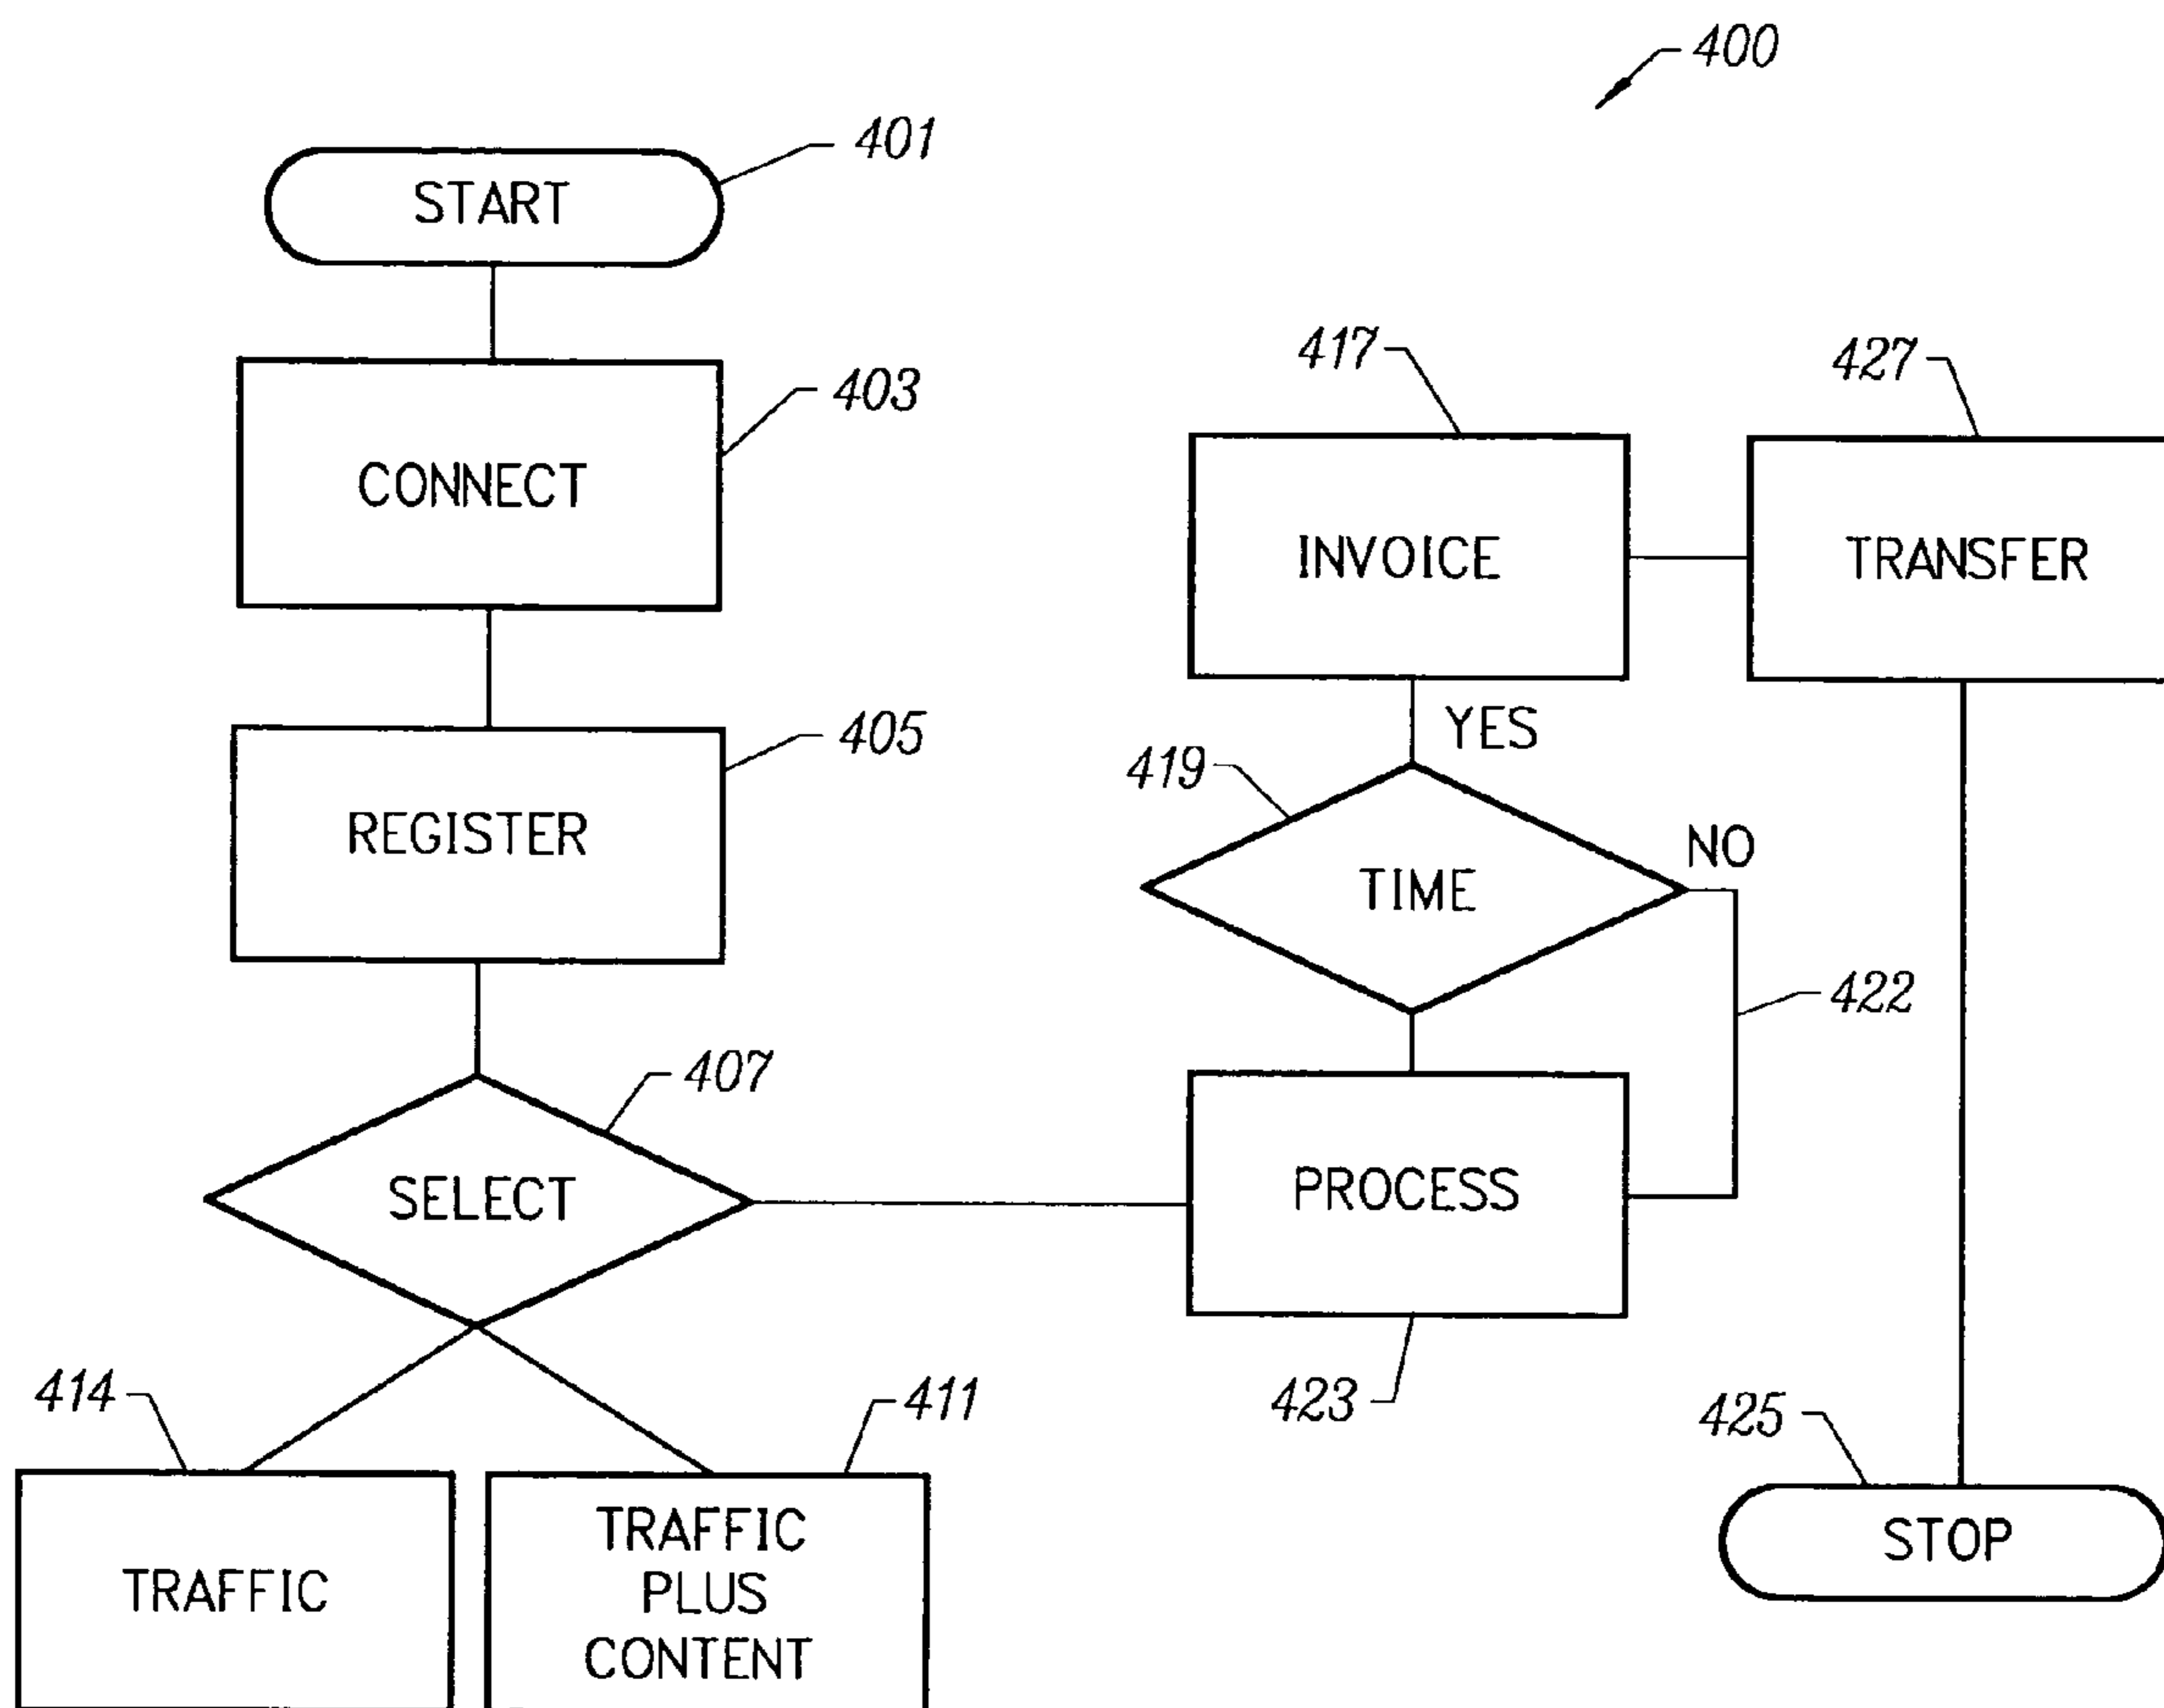 400
401
START
403
CONNECT
417
427
INVOICE
TRANSFER
405
REGISTER
YES
419
NO
TIME
422
407
SELECT
PROCESS
423
414
411
425
TRAFFIC
TRAFFIC
PLUS
CONTENT
STOP